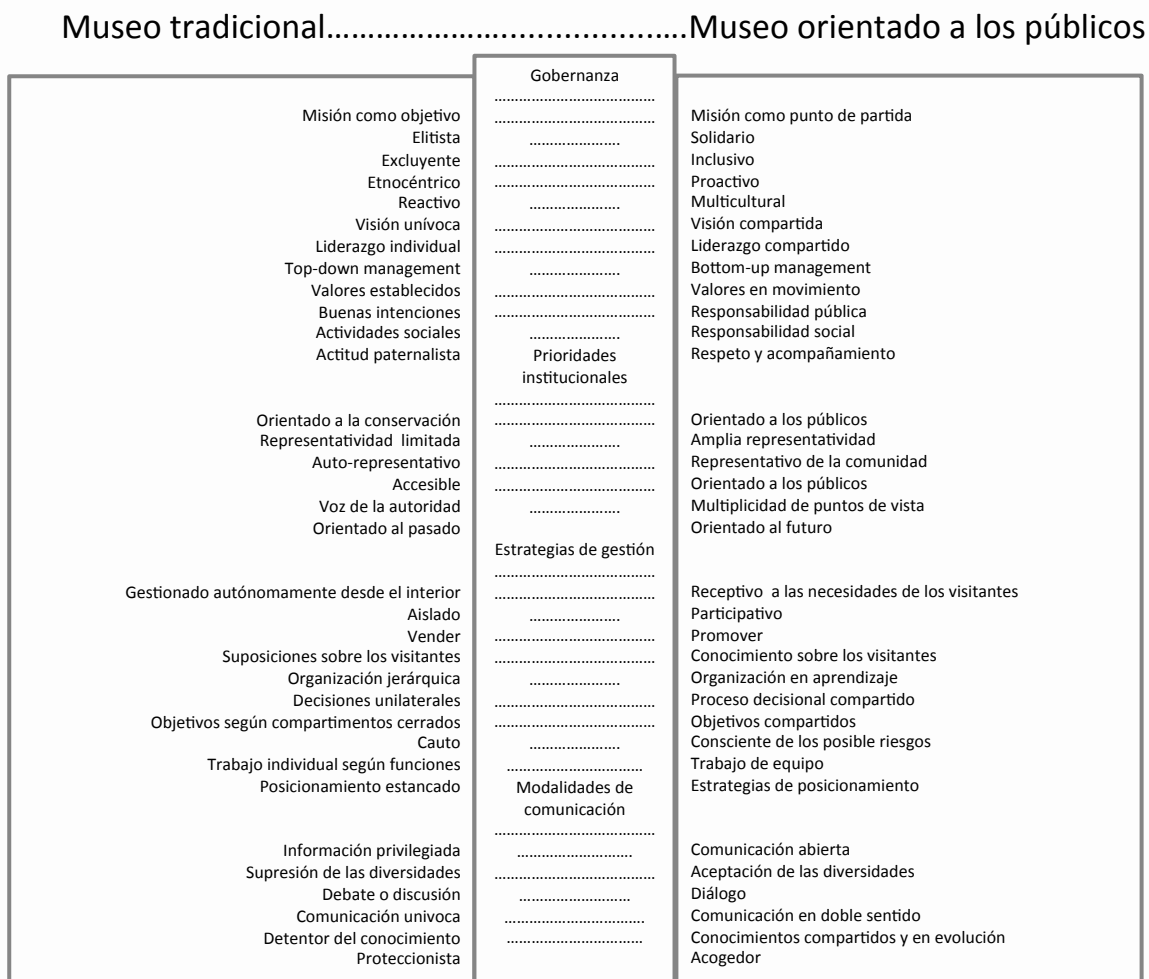 Museo tradicional……………….....................….Museo orientado a los públicos
Gobernanza
………………………………….
Misión como objetivo …………………………………. Misión como punto de partida
Elitista …………………. Solidario
Excluyente …………………………………. Inclusivo
Etnocéntrico …………………………………. Proactivo
Reactivo …………………. Multicultural
Visión unívoca …………………………………. Visión compartida
Liderazgo individual …………………………………. Liderazgo compartido
Top-down management …………………. Bottom-up management
Valores establecidos …………………………………. Valores en movimiento
Buenas intenciones …………………………………. Responsabilidad pública
Actividades sociales …………………. Responsabilidad social
Actitud paternalista Prioridades Respeto y acompañamiento
institucionales
………………………………….
Orientado a la conservación …………………………………. Orientado a los públicos
Representatividad limitada …………………. Amplia representatividad
Auto-representativo …………………………………. Representativo de la comunidad
Accesible …………………………………. Orientado a los públicos
Voz de la autoridad …………………. Multiplicidad de puntos de vista
Orientado al pasado Orientado al futuro
Estrategias de gestión
………………………………….
Gestionado autónomamente desde el interior …………………………………. Receptivo a las necesidades de los visitantes
Aislado …………………. Participativo
Vender …………………………………. Promover
Suposiciones sobre los visitantes …………………………………. Conocimiento sobre los visitantes
Organización jerárquica …………………. Organización en aprendizaje
Decisiones unilaterales …………………………………. Proceso decisional compartido
Objetivos según compartimentos cerrados …………………………………. Objetivos compartidos
Cauto …………………. Consciente de los posible riesgos
Trabajo individual según funciones ……………………………. Trabajo de equipo
Posicionamiento estancado Modalidades de Estrategias de posicionamiento
comunicación
………………………………….
Información privilegiada ………………………. Comunicación abierta
Supresión de las diversidades …………………………………. Aceptación de las diversidades
Debate o discusión ……………………… Diálogo
Comunicación univoca ……………………………. Comunicación en doble sentido
Detentor del conocimiento …………………………… Conocimientos compartidos y en evolución
Proteccionista Acogedor